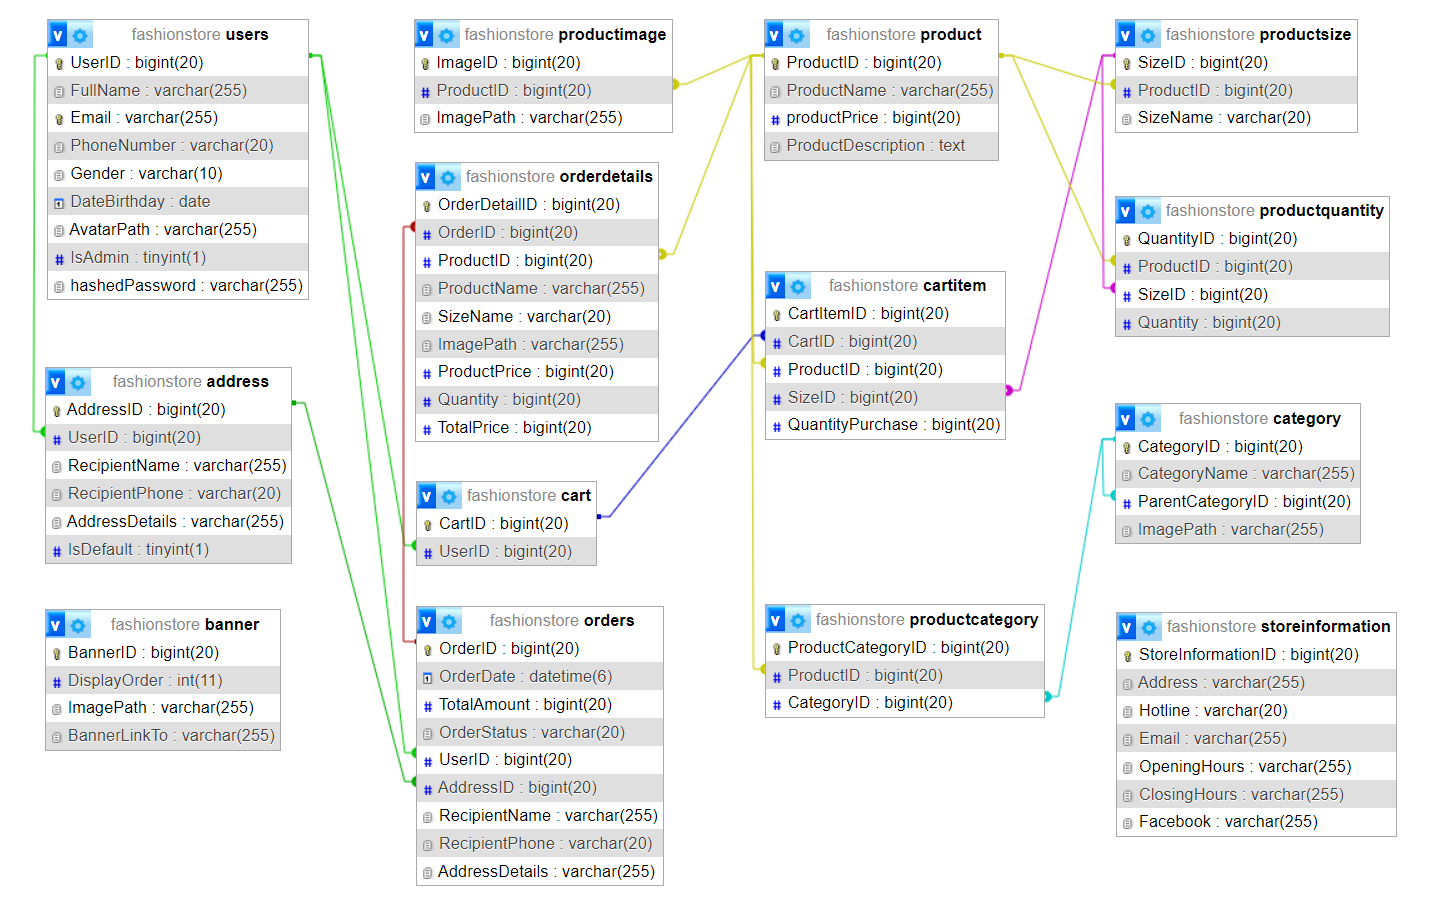 fashionstore users
UserID : bigint(20)
FullName : varchar(255)
Email : varchar(255)
PhoneNumber : varchar(20)
Gender : varchar(10)
DateBirthday : date
AvatarPath : varchar(255)
IsAdmin : tinyint(1)
hashedPassword : varchar(255)
fashionstore address
AddressID : bigint(20)
UserID : bigint(20)
RecipientName : varchar(255)
RecipientPhone : varchar(20)
AddressDetails : varchar(255)
IsDefault : tinyint(1)
fashionstore banner
BannerID : bigint(20)
DisplayOrder : int(11)
ImagePath : varchar(255)
BannerLinkTo : varchar(255)
fashionstore productimage
ImageID : bigint(20)
ProductID : bigint(20)
ImagePath : varchar(255)
fashionstore orderdetails
OrderDetailID : bigint(20)
OrderID : bigint(20)
ProductID : bigint(20)
ProductName : varchar(255)
SizeName : varchar(20)
ImagePath : varchar(255)
ProductPrice : bigint(20)
Quantity : bigint(20)
TotalPrice : bigint(20)
fashionstore cart
CartID : bigint(20)
UserID : bigint(20)
fashionstore orders
OrderID : bigint(20)
OrderDate : datetime(6)
TotalAmount : bigint(20)
OrderStatus : varchar(20)
UserID : bigint(20)
AddressID : bigint(20)
RecipientName : varchar(255)
RecipientPhone : varchar(20)
AddressDetails : varchar(255)
fashionstore product
ProductID : bigint(20)
ProductName : varchar(255)
productPrice : bigint(20)
ProductDescription : text
fashionstore cartitem
CartItemID : bigint(20)
CartID : bigint(20)
ProductID : bigint(20)
SizeID : bigint(20)
QuantityPurchase : bigint(20)
fashionstore productcategory
ProductCategoryID : bigint(20)
ProductID : bigint(20)
CategoryID : bigint(20)
fashionstore productsize
SizeID : bigint(20)
ProductID : bigint(20)
SizeName : varchar(20)
fashionstore productquantity
QuantityID : bigint(20)
ProductID : bigint(20)
SizeID : bigint(20)
Quantity : bigint(20)
fashionstore category
CategoryID : bigint(20)
CategoryName : varchar(255)
ParentCategoryID : bigint(20)
ImagePath : varchar(255)
fashionstore storeinformation
StoreInformationID : bigint(20)
Address : varchar(255)
Hotline : varchar(20)
Email : varchar(255)
OpeningHours : varchar(255)
ClosingHours : varchar(255)
Facebook : varchar(255)